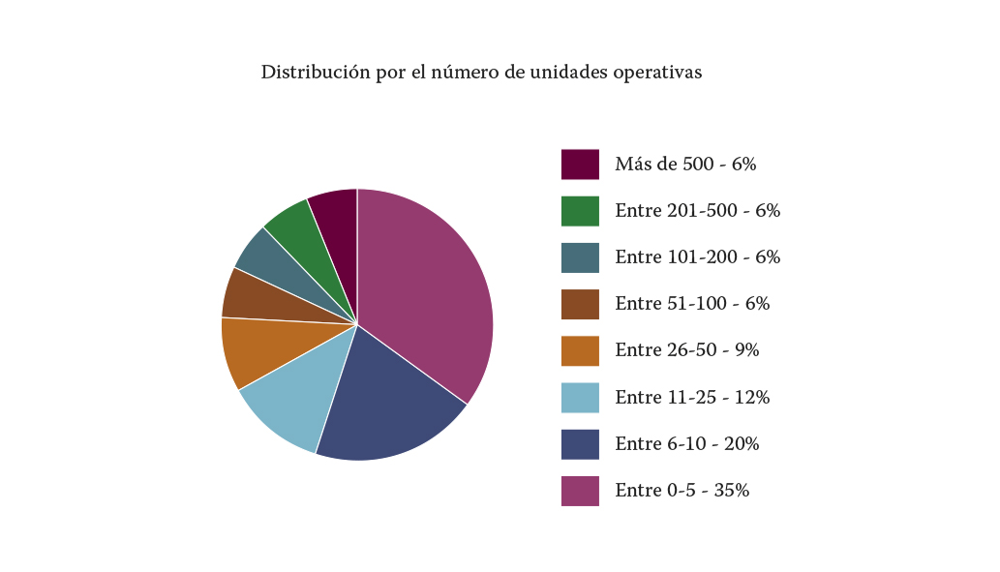 Distribución por el número de unidades operativas
Más de 500 - 6%
Entre 201-500 - 6%
Entre 101-200 - 6%
Entre 51-100 - 6%
Entre 26-50 - 9%
Entre 11-25 - 12%
Entre 6-10 - 20%
Entre 0-5 - 35%